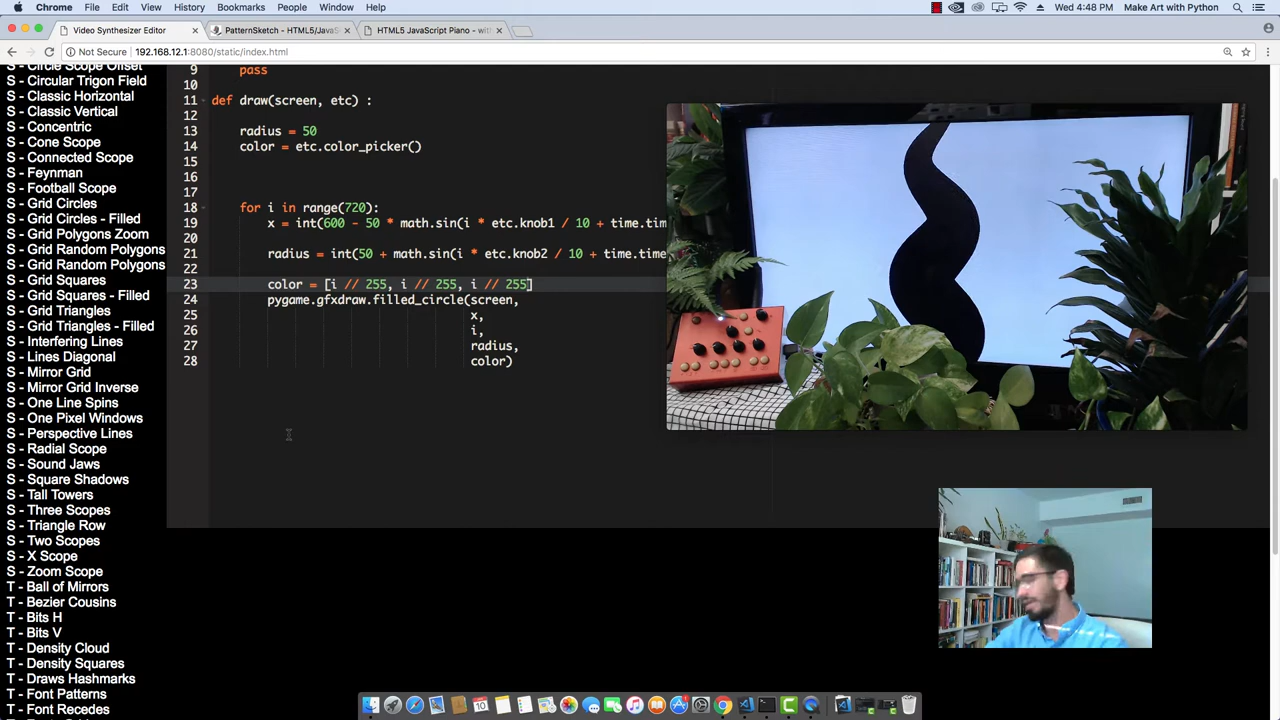 Chrome File Edit View History Bookmarks People Window Help Wed 4:48 PM Make Art with Python
Video Synthesizer Editor PatternSketch - HTML5/JavaS HTML5 JavaScript Piano - wit
Not Secure 192.168.12.1:8080/static/index.html
S - Circle Scope Offset
S - Circular Trigon Field
S - Classic Horizontal
S - Classic Vertical
S - Concentric
S - Cone Scope
S - Connected Scope
S - Feynman
S - Football Scope
S - Grid Circles
S - Grid Circles - Filled
S - Grid Polygons Zoom
S - Grid Random Polygons
S - Grid Random Polygons
S - Grid Squares
S - Grid Squares - Filled
S - Grid Triangles
S - Grid Triangles - Filled
S - Interfering Lines
S - Lines Diagonal
S - Mirror Grid
S - Mirror Grid Inverse
S - One Line Spins
S - One Pixel Windows
S - Perspective Lines
S - Radial Scope
S - Sound Jaws
S - Square Shadows
S - Tall Towers
S - Three Scopes
S - Triangle Row
S - Two Scopes
S - X Scope
S - Zoom Scope
T - Ball of Mirrors
T - Bezier Cousins
T - Bits H
T - Bits V
T - Density Cloud
T - Density Squares
T - Draws Hashmarks
T - Font Patterns
T - Font Recedes
9 pass
10
11 def draw(screen, etc) :
12
13 radius = 50
14 color = etc.color_picker()
15
16
17
18 for i in range(720):
19 x = int(600 - 50 * math.sin(i * etc.knob1 / 10 + time.tim
20
21 radius = int(50 + math.sin(i * etc.knob2 / 10 + time.time
22
23 color = [i // 255, i // 255, i // 255]
24 pygame.gfxdraw.filled_circle(screen,
25 x,
26 i,
27 radius,
28 color)